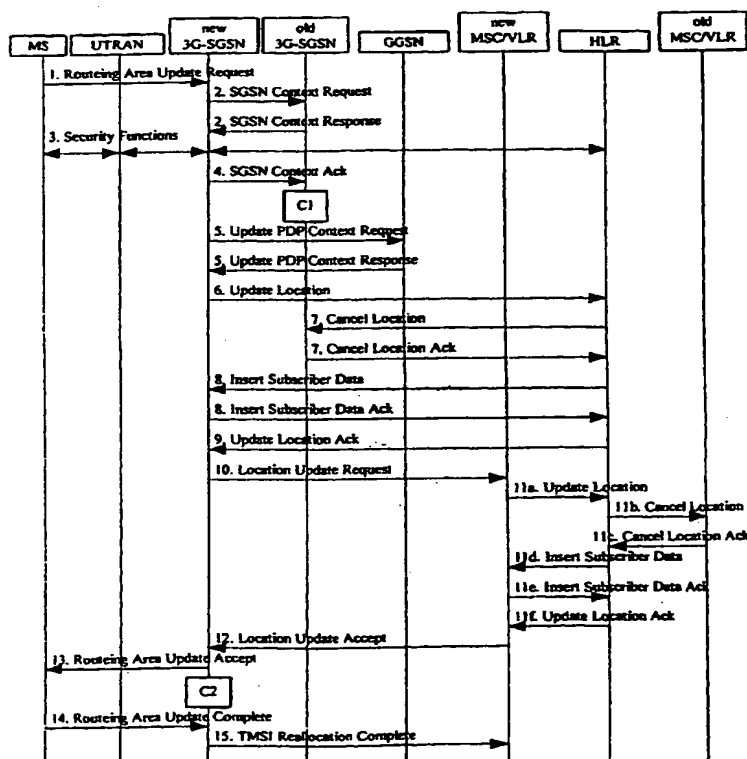 MS
UTRAN
new
3G-SGSN
old
3G-SGSN
GGSN
new
MSC/VLR
HLR
old
MSC/VLR
1. Routeing Area Update Request
2. SGSN Context Request
2. SGSN Context Response
3. Security Functions
4. SGSN Context Ack
C1
5. Update PDP Context Request
5. Update PDP Context Response
6. Update Location
7. Cancel Location
7. Cancel Location Ack
8. Insert Subscriber Data
8. Insert Subscriber Data Ack
9. Update Location Ack
10. Location Update Request
11a. Update Location
11b. Cancel Location
11c. Cancel Location Ack
11d. Insert Subscriber Data
11e. Insert Subscriber Data Ack
11f. Update Location Ack
12. Location Update Accept
13. Routeing Area Update Accept
C2
14. Routeing Area Update Complete
15. TMSI Reallocation Complete